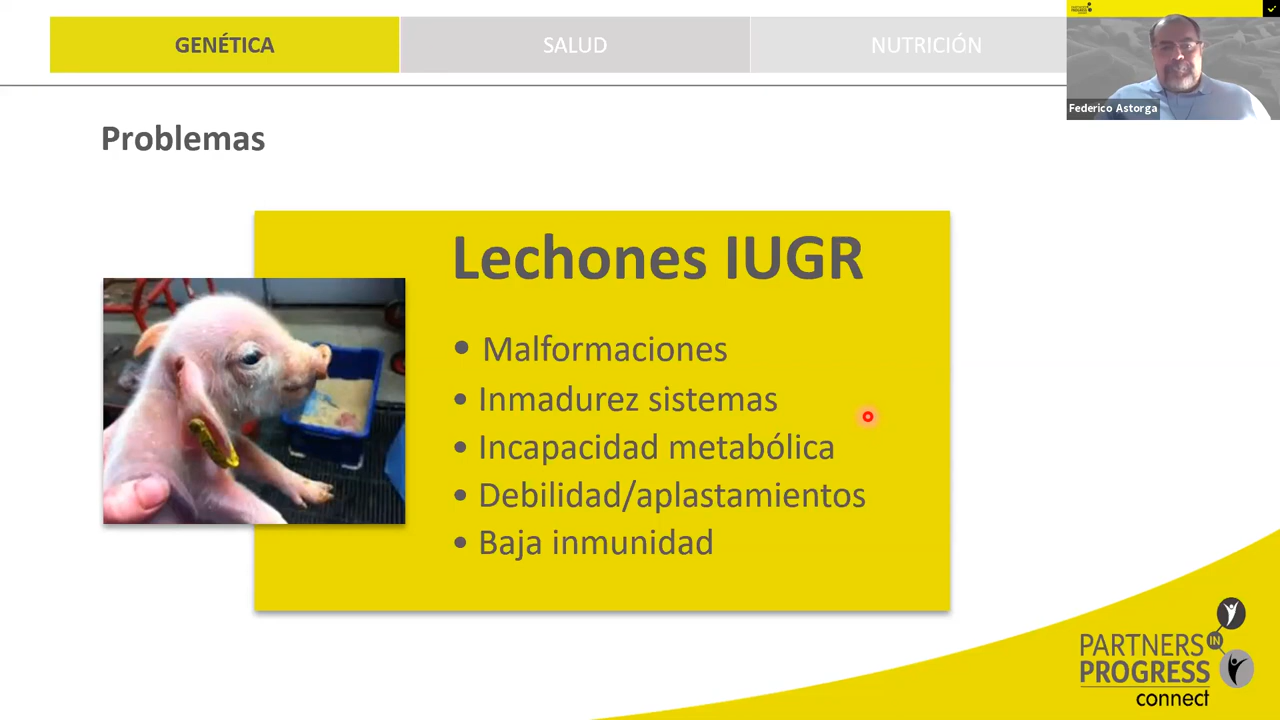 GENÉTICA
SALUD
NUTRICIÓN
Federico Astorga
Problemas
Lechones IUGR
• Malformaciones
• Inmadurez sistemas
• Incapacidad metabólica
• Debilidad/aplastamientos
• Baja inmunidad
PARTNERS
IN
PROGRESS
connect